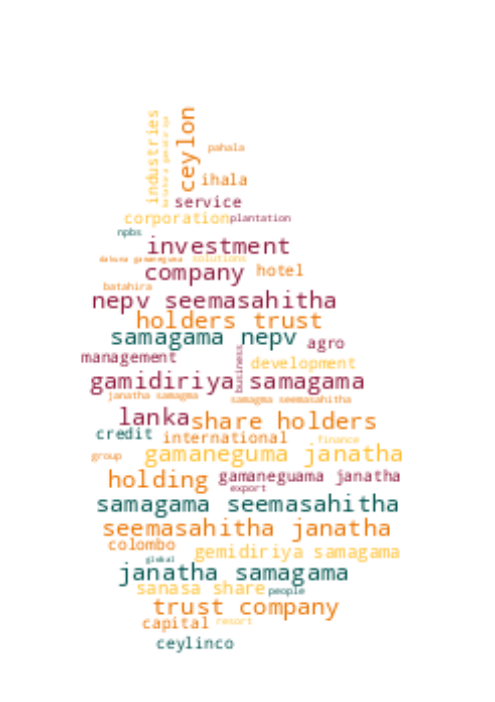 industries
ceylon
pahala
ihala
service
corporation plantation
npbs
investment
dakuna gamaneguma solutions
company hotel
batahira
nepv seemasahitha
holders trust
samagama nepv agro
management business development
gamidiriya samagama
janatha samagma samagma seemasahitha
lanka share holders
credit international finance
group gamaneguma janatha
holding gamaneguama janatha
export
samagama seemasahitha
seemasahitha janatha
colombo gemidiriya samagama
global
janatha samagama
sanasa share people
trust company
capital resort
ceylinco